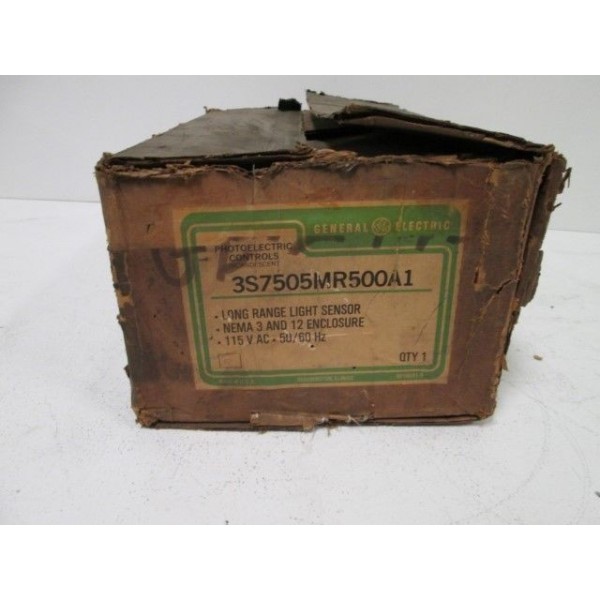 GENERAL GE ELECTRIC
PHOTOELECTRIC
CONTROLS
3S7505MR500A1
• LONG RANGE LIGHT SENSOR
• NEMA 3 AND 12 ENCLOSURE
• 115 V AC - 50/60 Hz
QTY 1